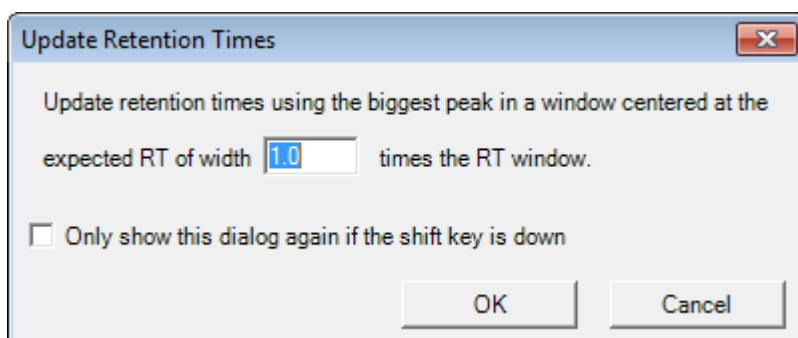 Update Retention Times
Update retention times using the biggest peak in a window centered at the
expected RT of width 1.0 times the RT window.
Only show this dialog again if the shift key is down
OK Cancel